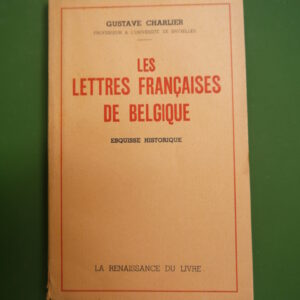 GUSTAVE CHARLIER
PROFESSEUR A L'UNIVERSITÉ DE BRUXELLES
LES
LETTRES FRANÇAISES
DE BELGIQUE
ESQUISSE HISTORIQUE
LA RENAISSANCE DU LIVRE